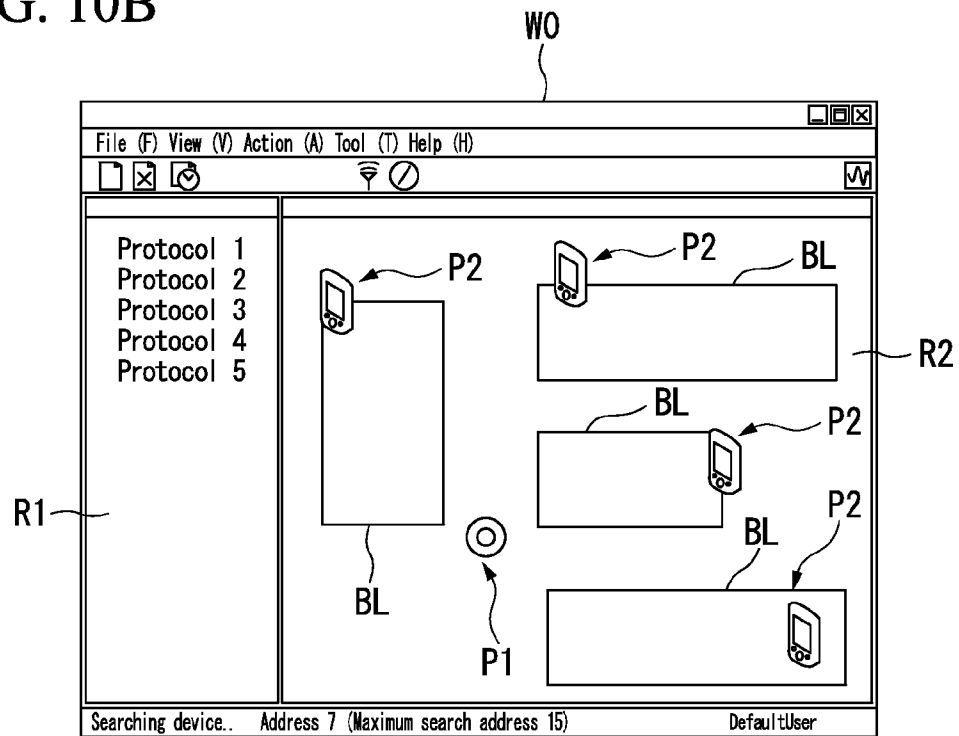 G. 10B
W0
File (F) View (V) Action (A) Tool (T) Help (H)
Protocol 1
Protocol 2
Protocol 3
Protocol 4
Protocol 5
P2
P2
BL
R2
BL
P2
R1
BL
P1
BL
P2
Searching device.. Address 7 (Maximum search address 15) DefaultUser